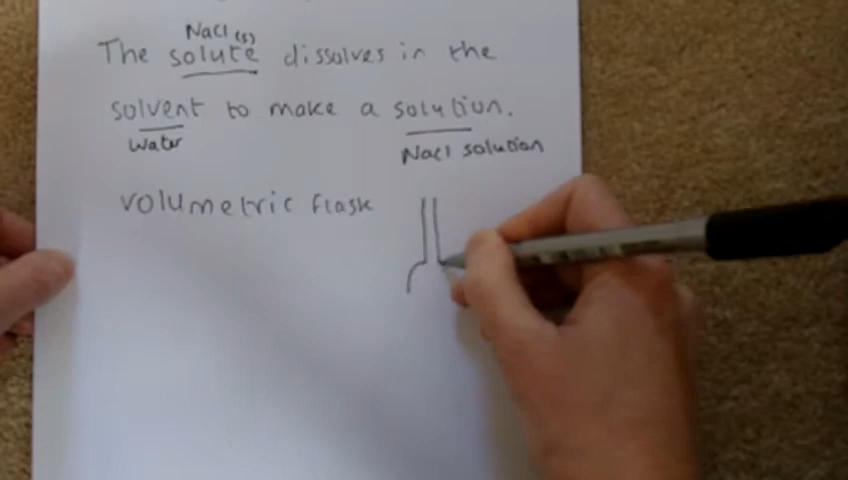 NaCl (s)
The solute dissolves in the
solvent to make a solution.
Water NaCl solution
volumetric flask